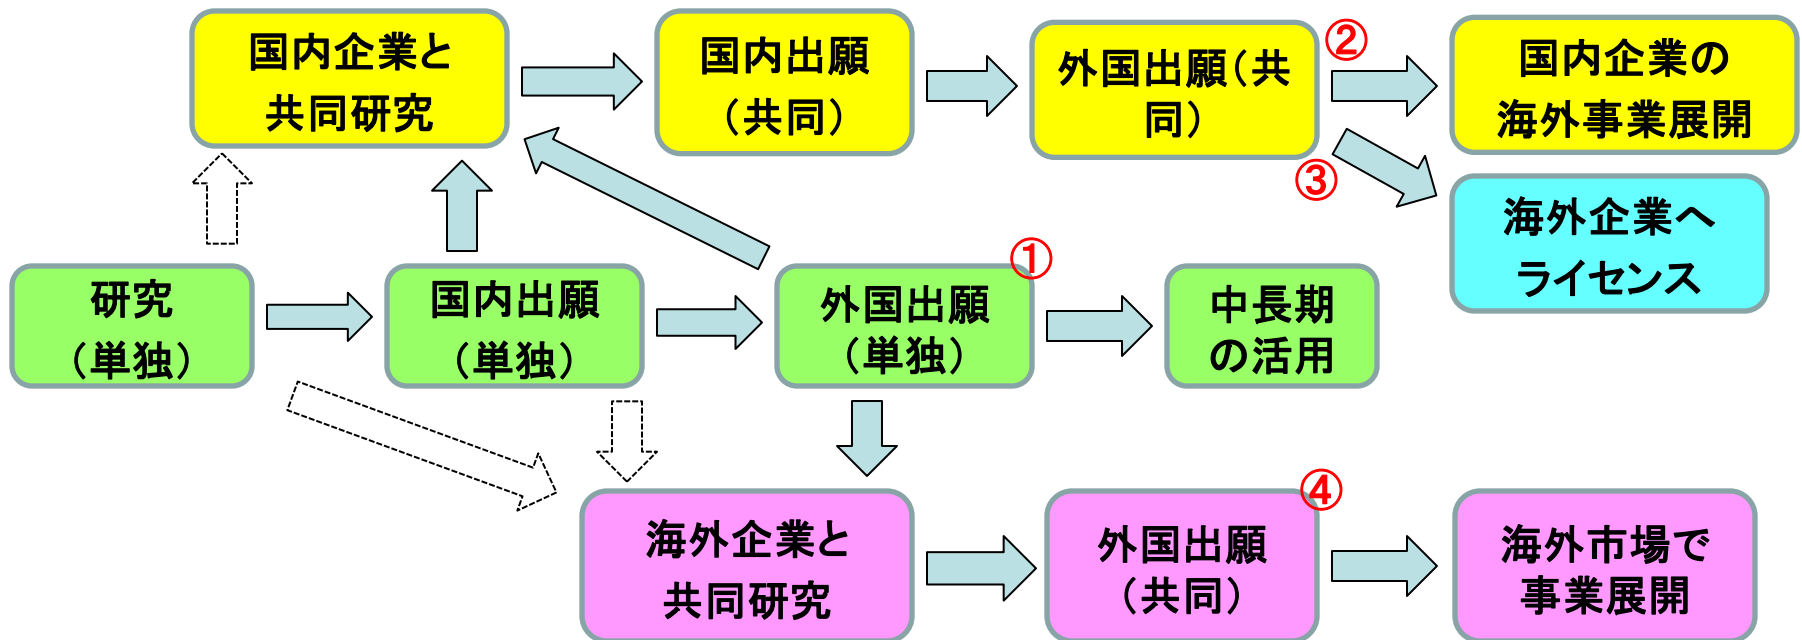 国内企業と
共同研究
国内出願
（共同）
外国出願（共
同）
②
国内企業の
海外事業展開
③
海外企業へ
ライセンス
研究
（単独）
国内出願
（単独）
外国出願
（単独）
①
中長期
の活用
海外企業と
共同研究
外国出願
（共同）
④
海外市場で
事業展開